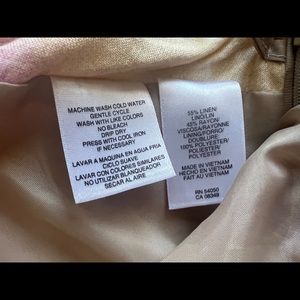 MACHINE WASH COLD WATER
GENTLE CYCLE
WASH WITH LIKE COLORS
NO BLEACH
DRIP DRY
PRESS WITH COOL IRON
IF NECESSARY
LAVAR A MAQUINA EN AGUA FRIA
CICLO SUAVE
LAVAR CON COLORES SIMILARES
NO UTILIZAR BLANQUEADOR
SECAR AL AIRE
55% LINEN/
LINO/LIN
45% RAYON/
VISCOSA/RAYONNE
LINING/FORRO/
DOUBLURE:
100% POLYESTER/
POLIESTER/
POLYESTER
MADE IN VIETNAM
HECHO EN VIETNAM
FAIT AU VIETNAM
RN 54050
CA 08349